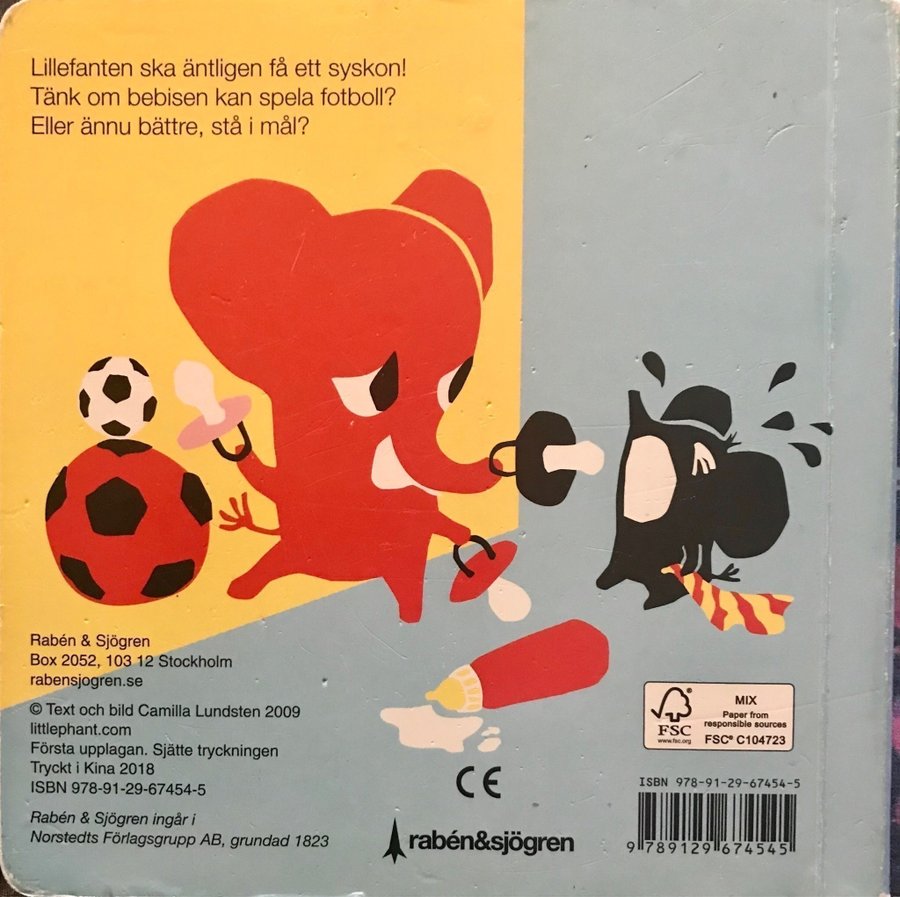 Lillefanten ska äntligen få ett syskon!
Tänk om bebisen kan spela fotboll?
Eller ännu bättre, stå i mål?
Rabén & Sjögren
Box 2052, 103 12 Stockholm
rabensjogren.se
© Text och bild Camilla Lundsten 2009
littlephant.com
Första upplagan. Sjätte tryckningen
Tryckt i Kina 2018
ISBN 978-91-29-67454-5
Rabén & Sjögren ingår i
Norstedts Förlagsgrupp AB, grundad 1823
CE
rabén&sjögren
FSC
www.fsc.org
MIX
Paper from
responsible sources
FSC® C104723
ISBN 978-91-29-67454-5
9 789129 674545